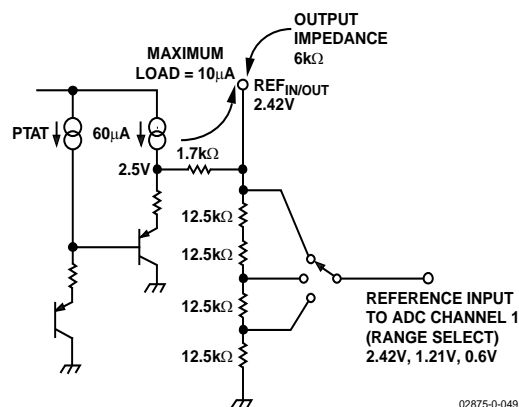 OUTPUT
IMPEDANCE
6kΩ
MAXIMUM
LOAD = 10μA
REFIN/OUT
2.42V
PTAT
60μA
2.5V
1.7kΩ
12.5kΩ
12.5kΩ
12.5kΩ
12.5kΩ
REFERENCE INPUT
TO ADC CHANNEL 1
(RANGE SELECT)
2.42V, 1.21V, 0.6V
02875-0-049